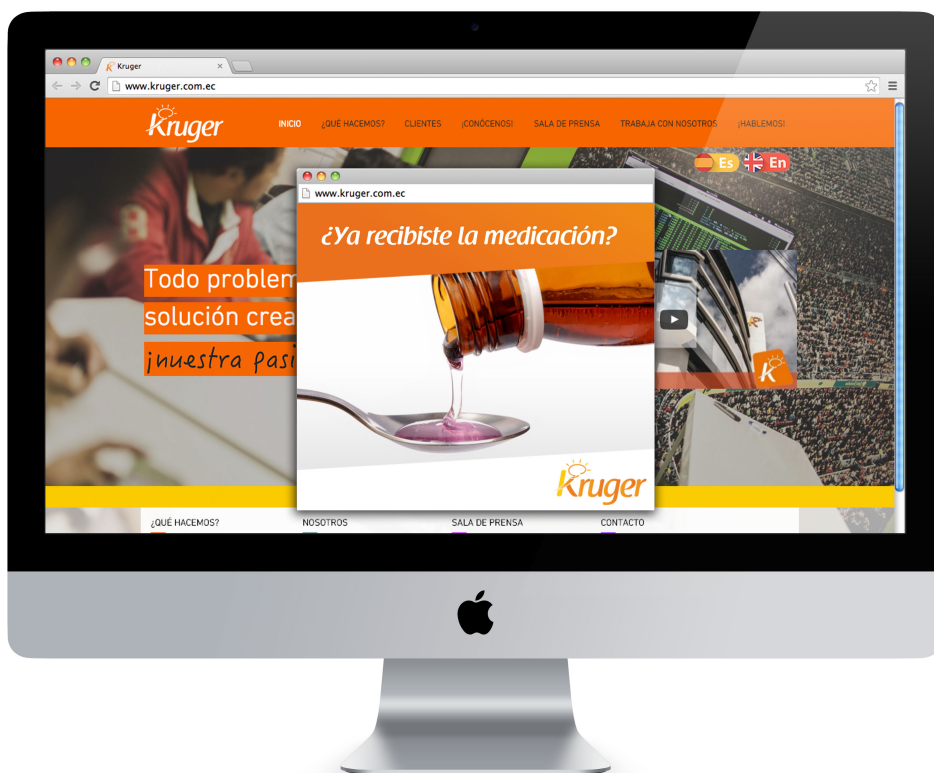 Kruger
www.kruger.com.ec
Kruger
INICIO ¿QUÉ HACEMOS? CLIENTES ¡CONÓCENOS! SALA DE PRENSA TRABAJA CON NOSOTROS ¡HABLEMOS!
Es En
www.kruger.com.ec
¿Ya recibiste la medicación?
Todo problem
solución crea
¡nuestra pasi
K
Kruger
¿QUÉ HACEMOS? NOSOTROS SALA DE PRENSA CONTACTO